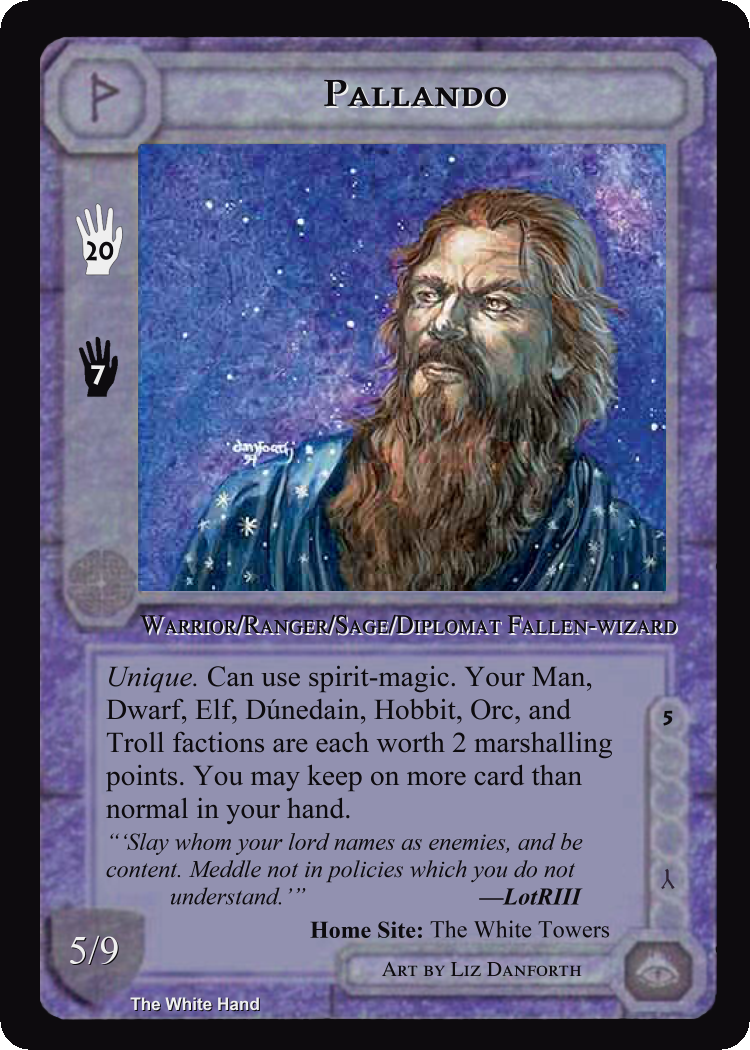 PALLANDO
20
7
danforth
WARRIOR/RANGER/SAGE/DIPLOMAT FALLEN-WIZARD
Unique. Can use spirit-magic. Your Man,
Dwarf, Elf, Dúnedain, Hobbit, Orc, and
Troll factions are each worth 2 marshalling
points. You may keep on more card than
normal in your hand.
5
“‘Slay whom your lord names as enemies, and be
content. Meddle not in policies which you do not
understand.’” —LotRIII
Home Site: The White Towers
5/9
ART BY LIZ DANFORTH
The White Hand